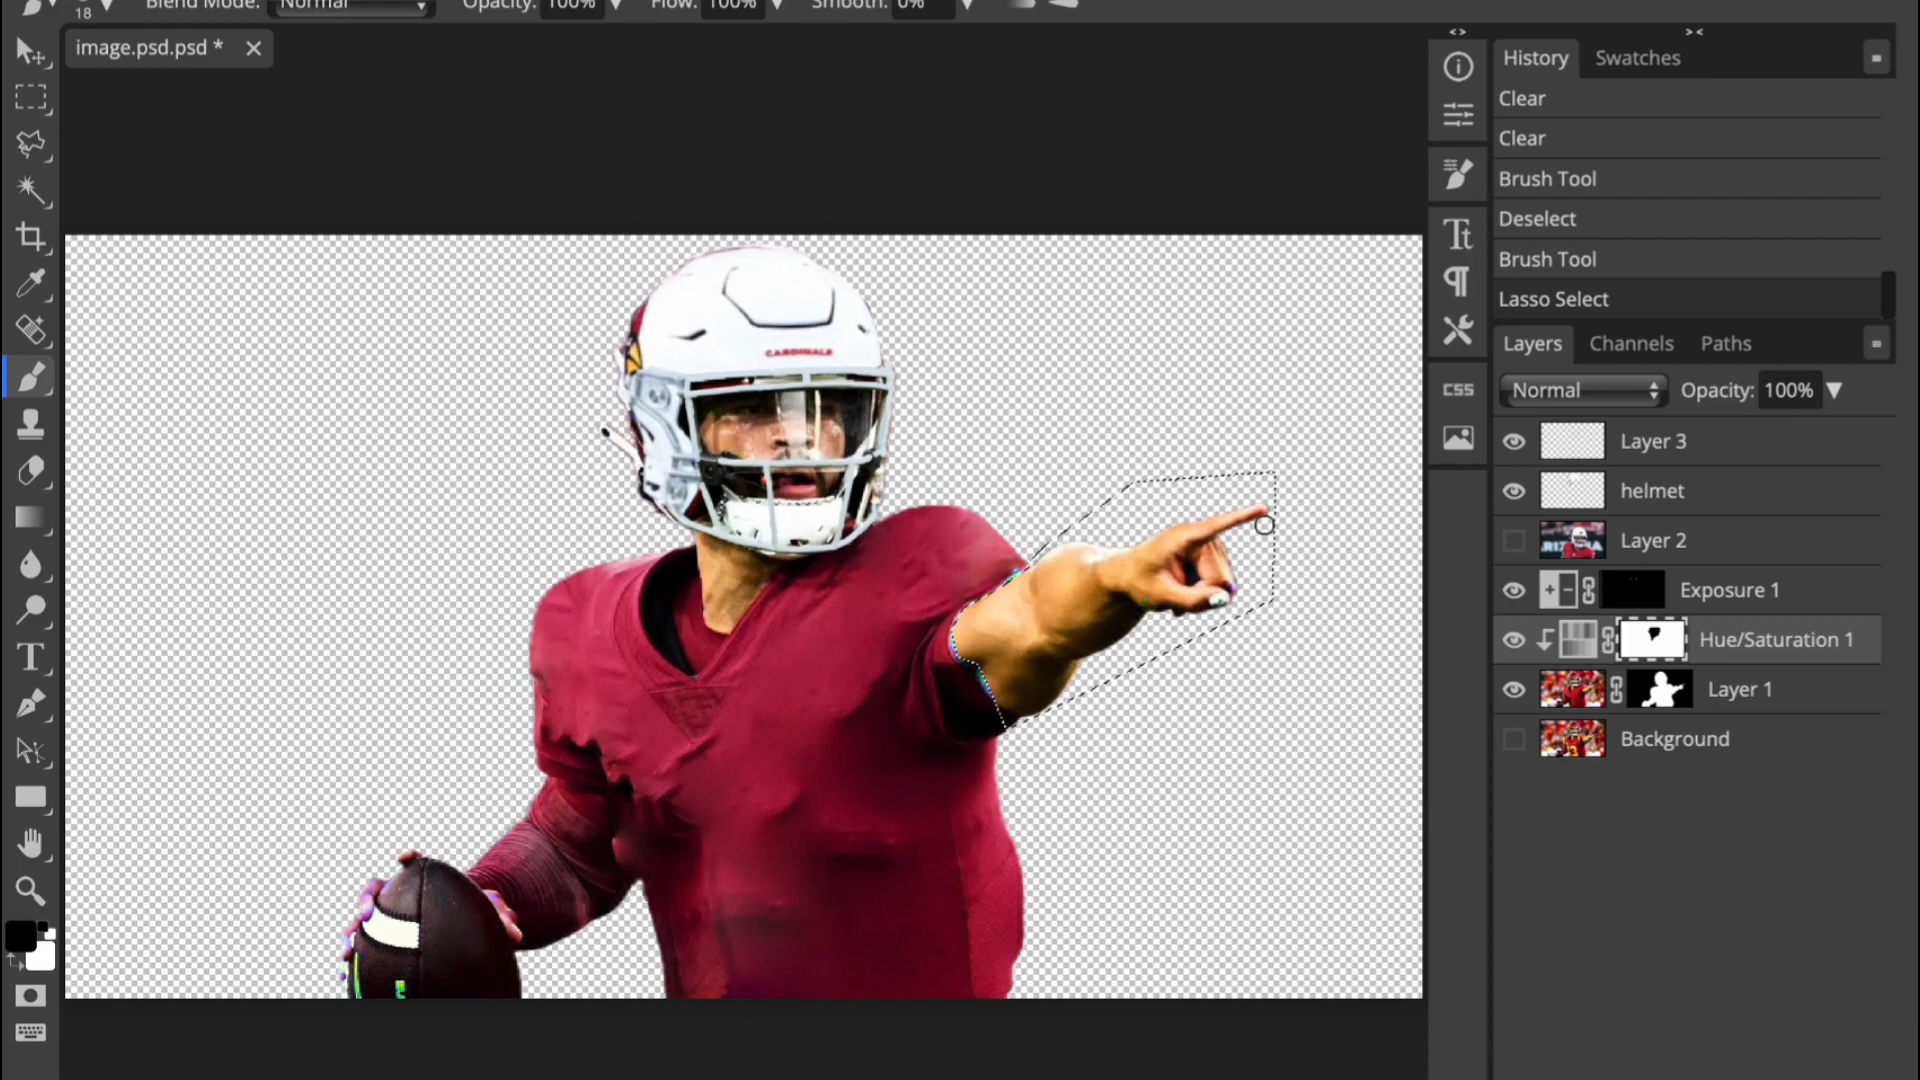 18
Blend Mode: Normal Opacity: 100% Flow: 100% Smooth: 0%
image.psd.psd *
History Swatches
Clear
Clear
Brush Tool
Deselect
Brush Tool
Lasso Select
Layers Channels Paths
Normal Opacity: 100%
Layer 3
helmet
Layer 2
Exposure 1
Hue/Saturation 1
Layer 1
Background
CSS
CARDINALS